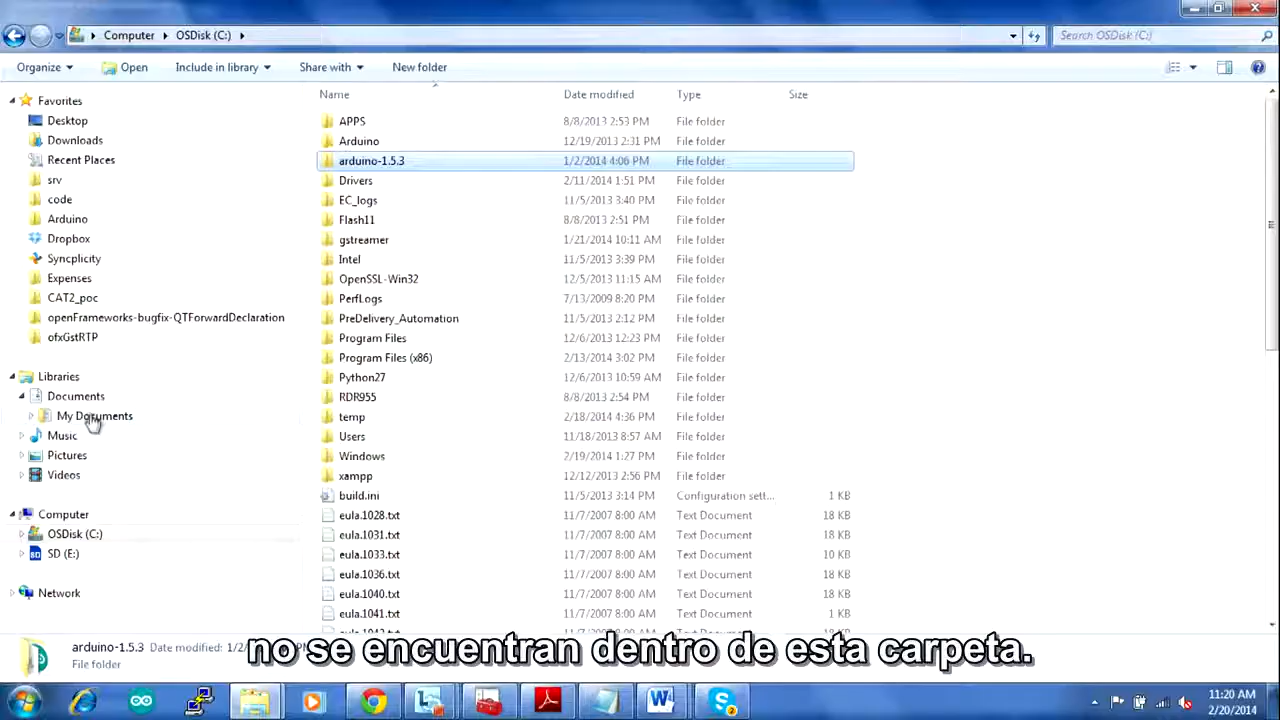 Computer
OSDisk (C:)
Search OSDisk (C:)
Organize
Open
Include in library
Share with
New folder
Name
Date modified
Type
Size
Favorites
Desktop
Downloads
Recent Places
srv
code
Arduino
Dropbox
Syncplicity
Expenses
CAT2_poc
openFrameworks-bugfix-QTForwardDeclaration
ofxGstRTP
Libraries
Documents
My Documents
Music
Pictures
Videos
Computer
OSDisk (C:)
SD (E:)
Network
APPS 8/8/2013 2:53 PM File folder
Arduino 12/19/2013 2:31 PM File folder
arduino-1.5.3 1/2/2014 4:06 PM File folder
Drivers 2/11/2014 1:51 PM File folder
EC_logs 11/5/2013 3:40 PM File folder
Flash11 8/8/2013 2:51 PM File folder
gstreamer 1/21/2014 10:11 AM File folder
Intel 11/5/2013 3:39 PM File folder
OpenSSL-Win32 12/5/2013 11:15 AM File folder
PerfLogs 7/13/2009 8:20 PM File folder
PreDelivery_Automation 11/5/2013 2:12 PM File folder
Program Files 12/6/2013 12:23 PM File folder
Program Files (x86) 2/13/2014 3:02 PM File folder
Python27 12/6/2013 10:59 AM File folder
RDR955 8/8/2013 2:54 PM File folder
temp 2/18/2014 4:36 PM File folder
Users 11/18/2013 8:57 AM File folder
Windows 2/19/2014 1:27 PM File folder
xampp 12/12/2013 2:56 PM File folder
build.ini 11/5/2013 3:14 PM Configuration sett... 1 KB
eula.1028.txt 11/7/2007 8:00 AM Text Document 18 KB
eula.1031.txt 11/7/2007 8:00 AM Text Document 18 KB
eula.1033.txt 11/7/2007 8:00 AM Text Document 10 KB
eula.1036.txt 11/7/2007 8:00 AM Text Document 18 KB
eula.1040.txt 11/7/2007 8:00 AM Text Document 18 KB
eula.1041.txt 11/7/2007 8:00 AM Text Document 1 KB
arduino-1.5.3 Date modified: 1/2/
File folder
no se encuentran dentro de esta carpeta.
11:20 AM
2/20/2014